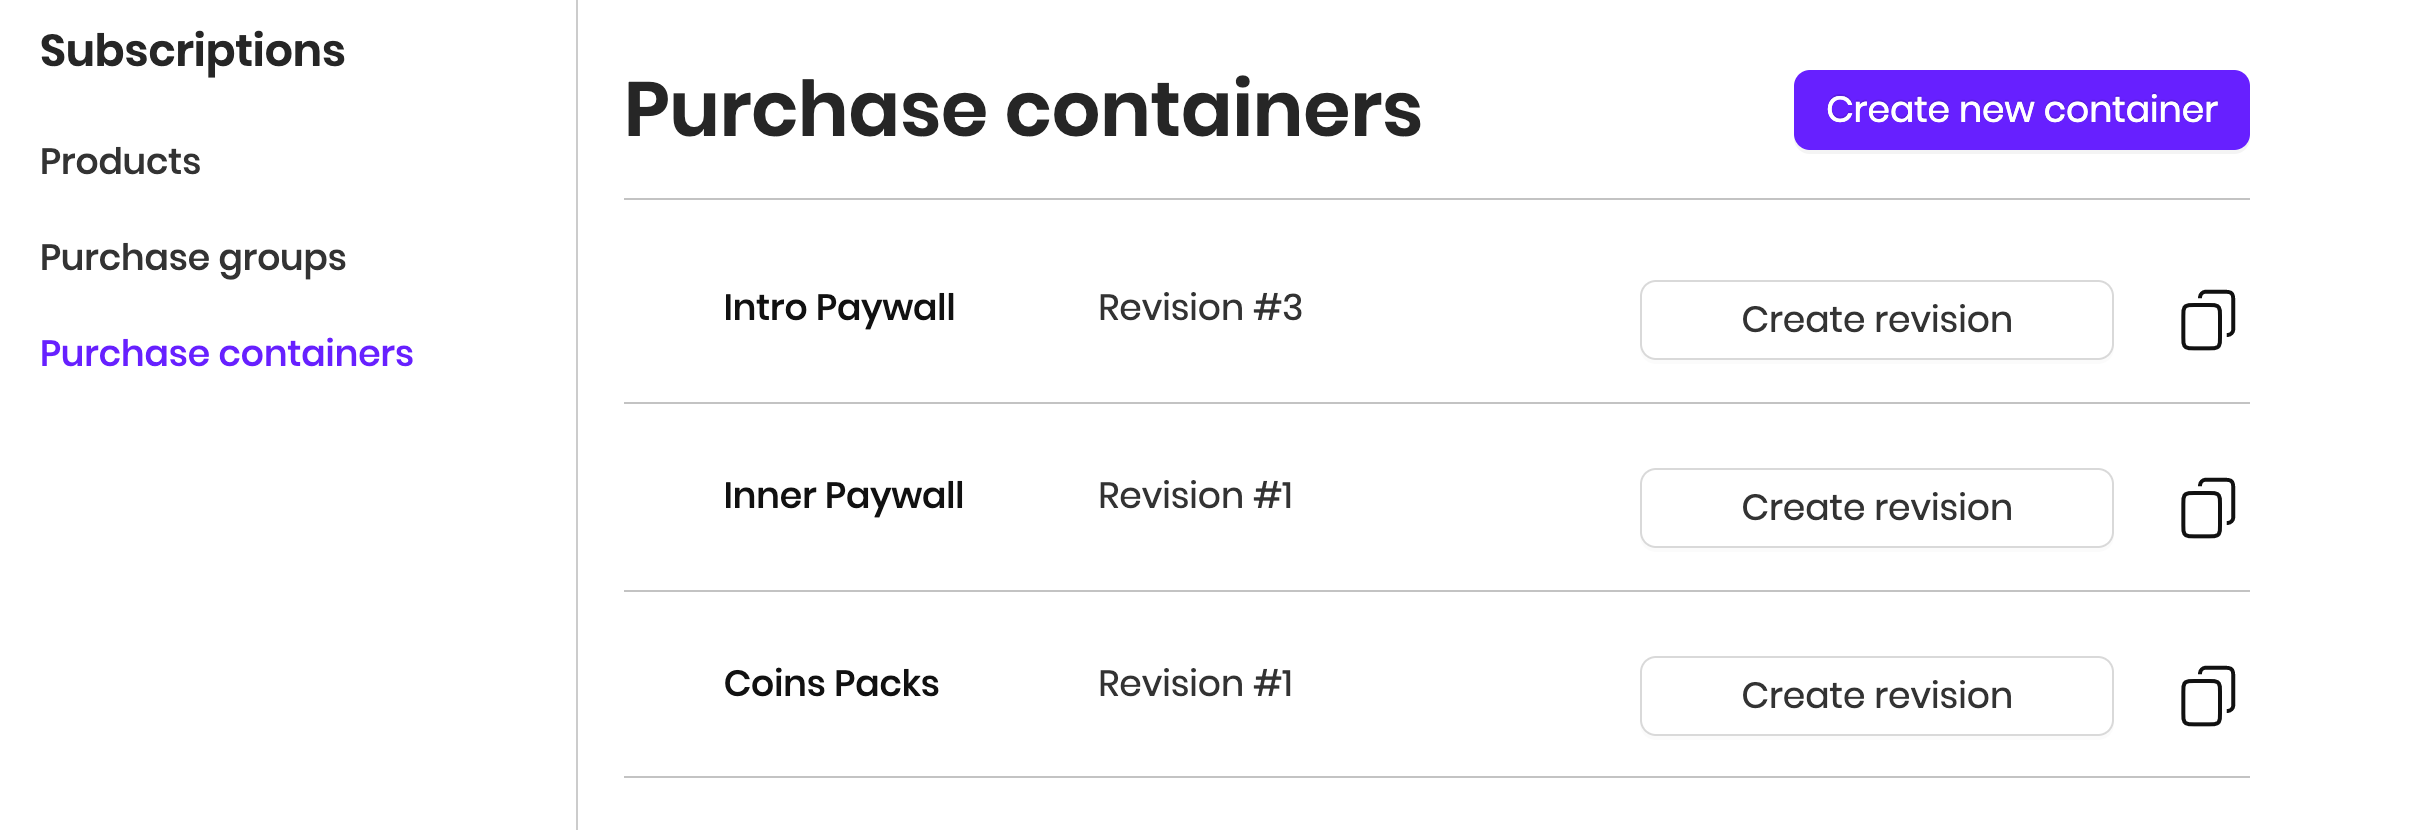 Subscriptions
Products
Purchase groups
Purchase containers
Purchase containers
Create new container
Intro Paywall
Revision #3
Create revision
Inner Paywall
Revision #1
Create revision
Coins Packs
Revision #1
Create revision